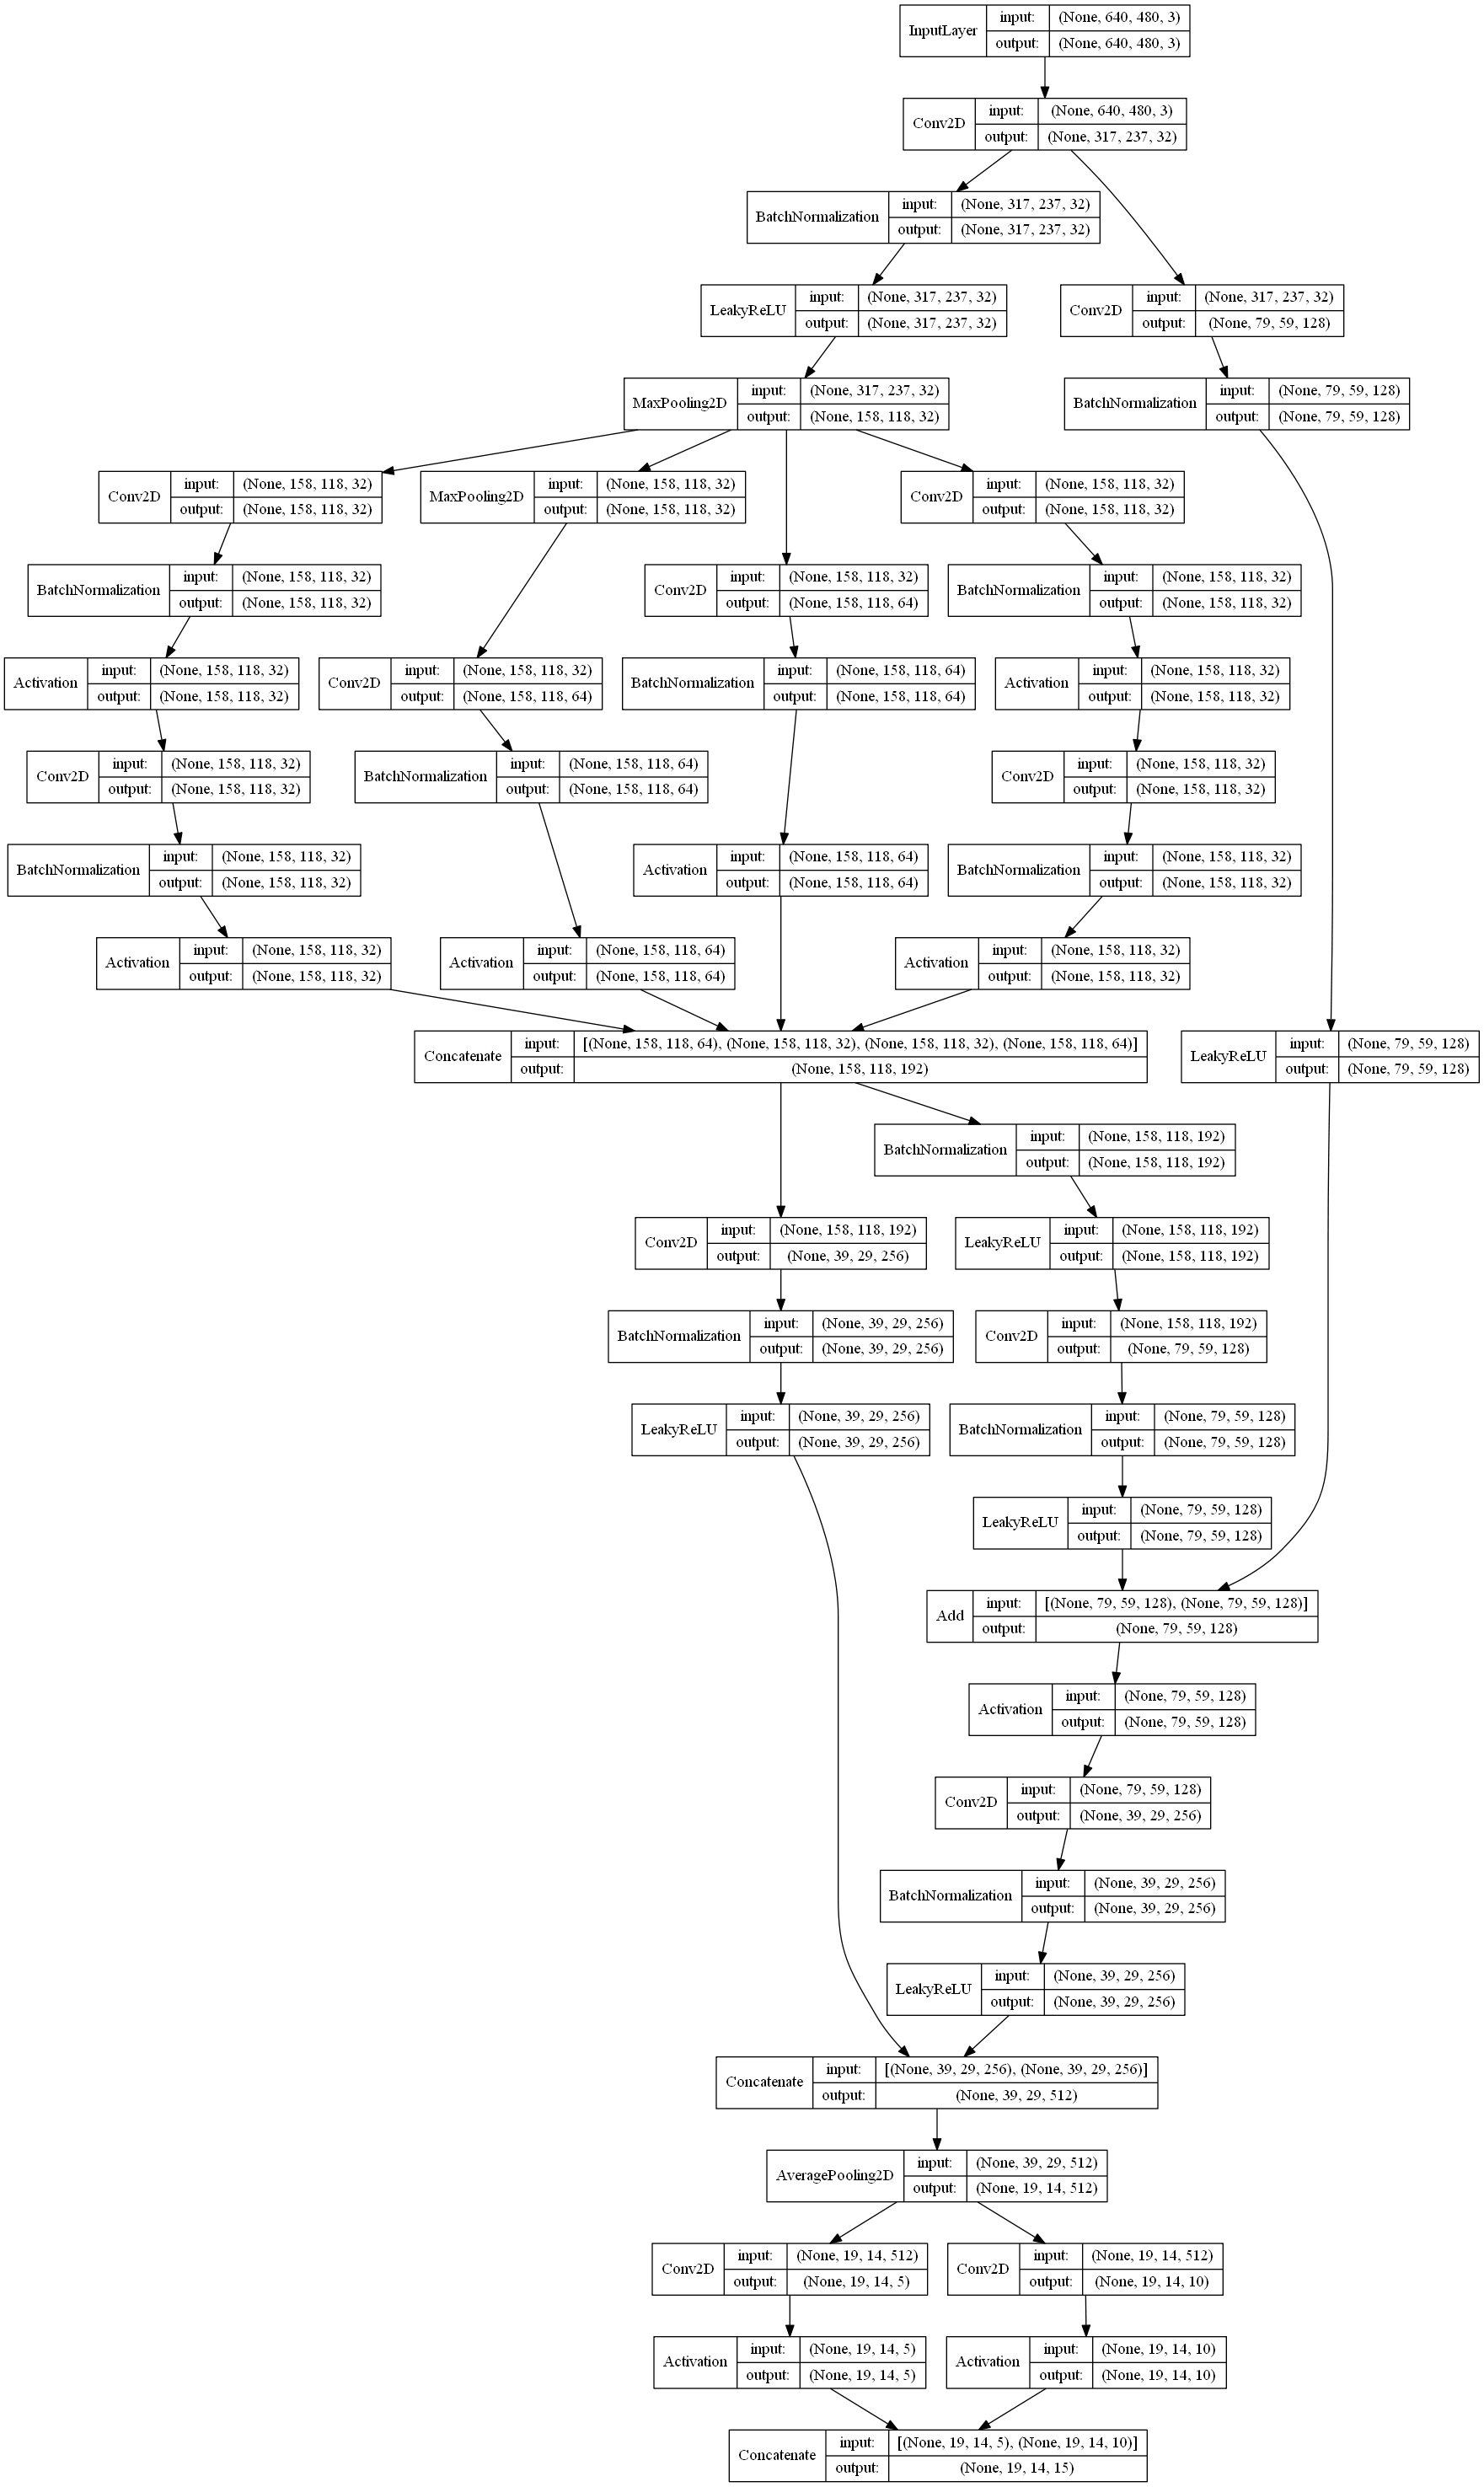 InputLayer input: (None, 640, 480, 3)
output: (None, 640, 480, 3)
Conv2D input: (None, 640, 480, 3)
output: (None, 317, 237, 32)
BatchNormalization input: (None, 317, 237, 32)
output: (None, 317, 237, 32)
LeakyReLU input: (None, 317, 237, 32)
output: (None, 317, 237, 32)
Conv2D input: (None, 317, 237, 32)
output: (None, 79, 59, 128)
MaxPooling2D input: (None, 317, 237, 32)
output: (None, 158, 118, 32)
BatchNormalization input: (None, 79, 59, 128)
output: (None, 79, 59, 128)
Conv2D input: (None, 158, 118, 32)
output: (None, 158, 118, 32)
MaxPooling2D input: (None, 158, 118, 32)
output: (None, 158, 118, 32)
Conv2D input: (None, 158, 118, 32)
output: (None, 158, 118, 32)
BatchNormalization input: (None, 158, 118, 32)
output: (None, 158, 118, 32)
Conv2D input: (None, 158, 118, 32)
output: (None, 158, 118, 64)
BatchNormalization input: (None, 158, 118, 32)
output: (None, 158, 118, 32)
Activation input: (None, 158, 118, 32)
output: (None, 158, 118, 32)
Conv2D input: (None, 158, 118, 32)
output: (None, 158, 118, 64)
BatchNormalization input: (None, 158, 118, 64)
output: (None, 158, 118, 64)
Activation input: (None, 158, 118, 32)
output: (None, 158, 118, 32)
Conv2D input: (None, 158, 118, 32)
output: (None, 158, 118, 32)
BatchNormalization input: (None, 158, 118, 64)
output: (None, 158, 118, 64)
Conv2D input: (None, 158, 118, 32)
output: (None, 158, 118, 32)
BatchNormalization input: (None, 158, 118, 32)
output: (None, 158, 118, 32)
Activation input: (None, 158, 118, 64)
output: (None, 158, 118, 64)
BatchNormalization input: (None, 158, 118, 32)
output: (None, 158, 118, 32)
Activation input: (None, 158, 118, 32)
output: (None, 158, 118, 32)
Activation input: (None, 158, 118, 64)
output: (None, 158, 118, 64)
Activation input: (None, 158, 118, 32)
output: (None, 158, 118, 32)
Concatenate input: [(None, 158, 118, 64), (None, 158, 118, 32), (None, 158, 118, 32), (None, 158, 118, 64)]
output: (None, 158, 118, 192)
LeakyReLU input: (None, 79, 59, 128)
output: (None, 79, 59, 128)
BatchNormalization input: (None, 158, 118, 192)
output: (None, 158, 118, 192)
Conv2D input: (None, 158, 118, 192)
output: (None, 39, 29, 256)
LeakyReLU input: (None, 158, 118, 192)
output: (None, 158, 118, 192)
BatchNormalization input: (None, 39, 29, 256)
output: (None, 39, 29, 256)
Conv2D input: (None, 158, 118, 192)
output: (None, 79, 59, 128)
LeakyReLU input: (None, 39, 29, 256)
output: (None, 39, 29, 256)
BatchNormalization input: (None, 79, 59, 128)
output: (None, 79, 59, 128)
LeakyReLU input: (None, 79, 59, 128)
output: (None, 79, 59, 128)
Add input: [(None, 79, 59, 128), (None, 79, 59, 128)]
output: (None, 79, 59, 128)
Activation input: (None, 79, 59, 128)
output: (None, 79, 59, 128)
Conv2D input: (None, 79, 59, 128)
output: (None, 39, 29, 256)
BatchNormalization input: (None, 39, 29, 256)
output: (None, 39, 29, 256)
LeakyReLU input: (None, 39, 29, 256)
output: (None, 39, 29, 256)
Concatenate input: [(None, 39, 29, 256), (None, 39, 29, 256)]
output: (None, 39, 29, 512)
AveragePooling2D input: (None, 39, 29, 512)
output: (None, 19, 14, 512)
Conv2D input: (None, 19, 14, 512)
output: (None, 19, 14, 5)
Conv2D input: (None, 19, 14, 512)
output: (None, 19, 14, 10)
Activation input: (None, 19, 14, 5)
output: (None, 19, 14, 5)
Activation input: (None, 19, 14, 10)
output: (None, 19, 14, 10)
Concatenate input: [(None, 19, 14, 5), (None, 19, 14, 10)]
output: (None, 19, 14, 15)